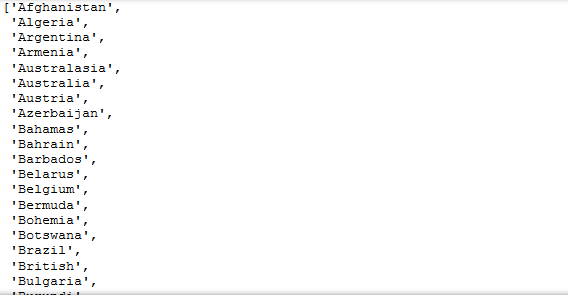 ['Afghanistan',
'Algeria',
'Argentina',
'Armenia',
'Australasia',
'Australia',
'Austria',
'Azerbaijan',
'Bahamas',
'Bahrain',
'Barbados',
'Belarus',
'Belgium',
'Bermuda',
'Bohemia',
'Botswana',
'Brazil',
'British',
'Bulgaria',